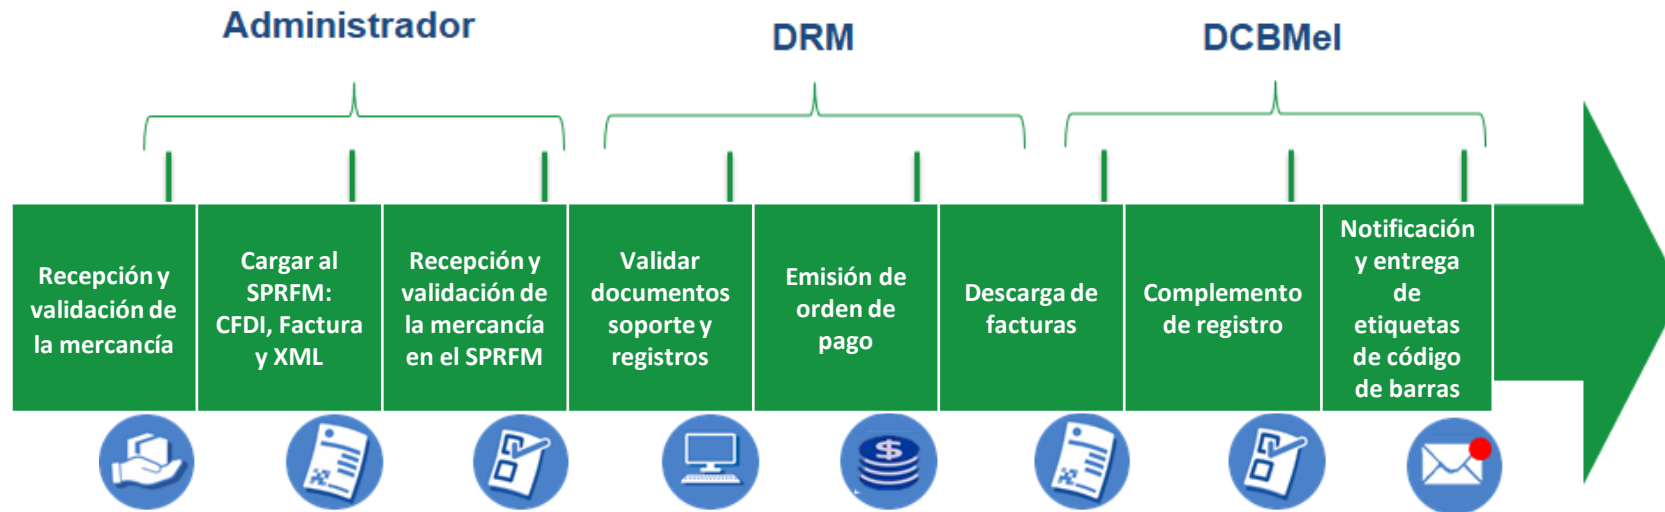 Administrador
DRM
DCBMeI
Recepción y
validación de
la mercancía
Cargar al
SPRFM:
CFDI, Factura
y XML
Recepción y
validación de
la mercancía
en el SPRFM
Validar
documentos
soporte y
registros
Emisión de
orden de
pago
Descarga de
facturas
Complemento
de registro
Notificación
y entrega
de
etiquetas
de código
de barras
$